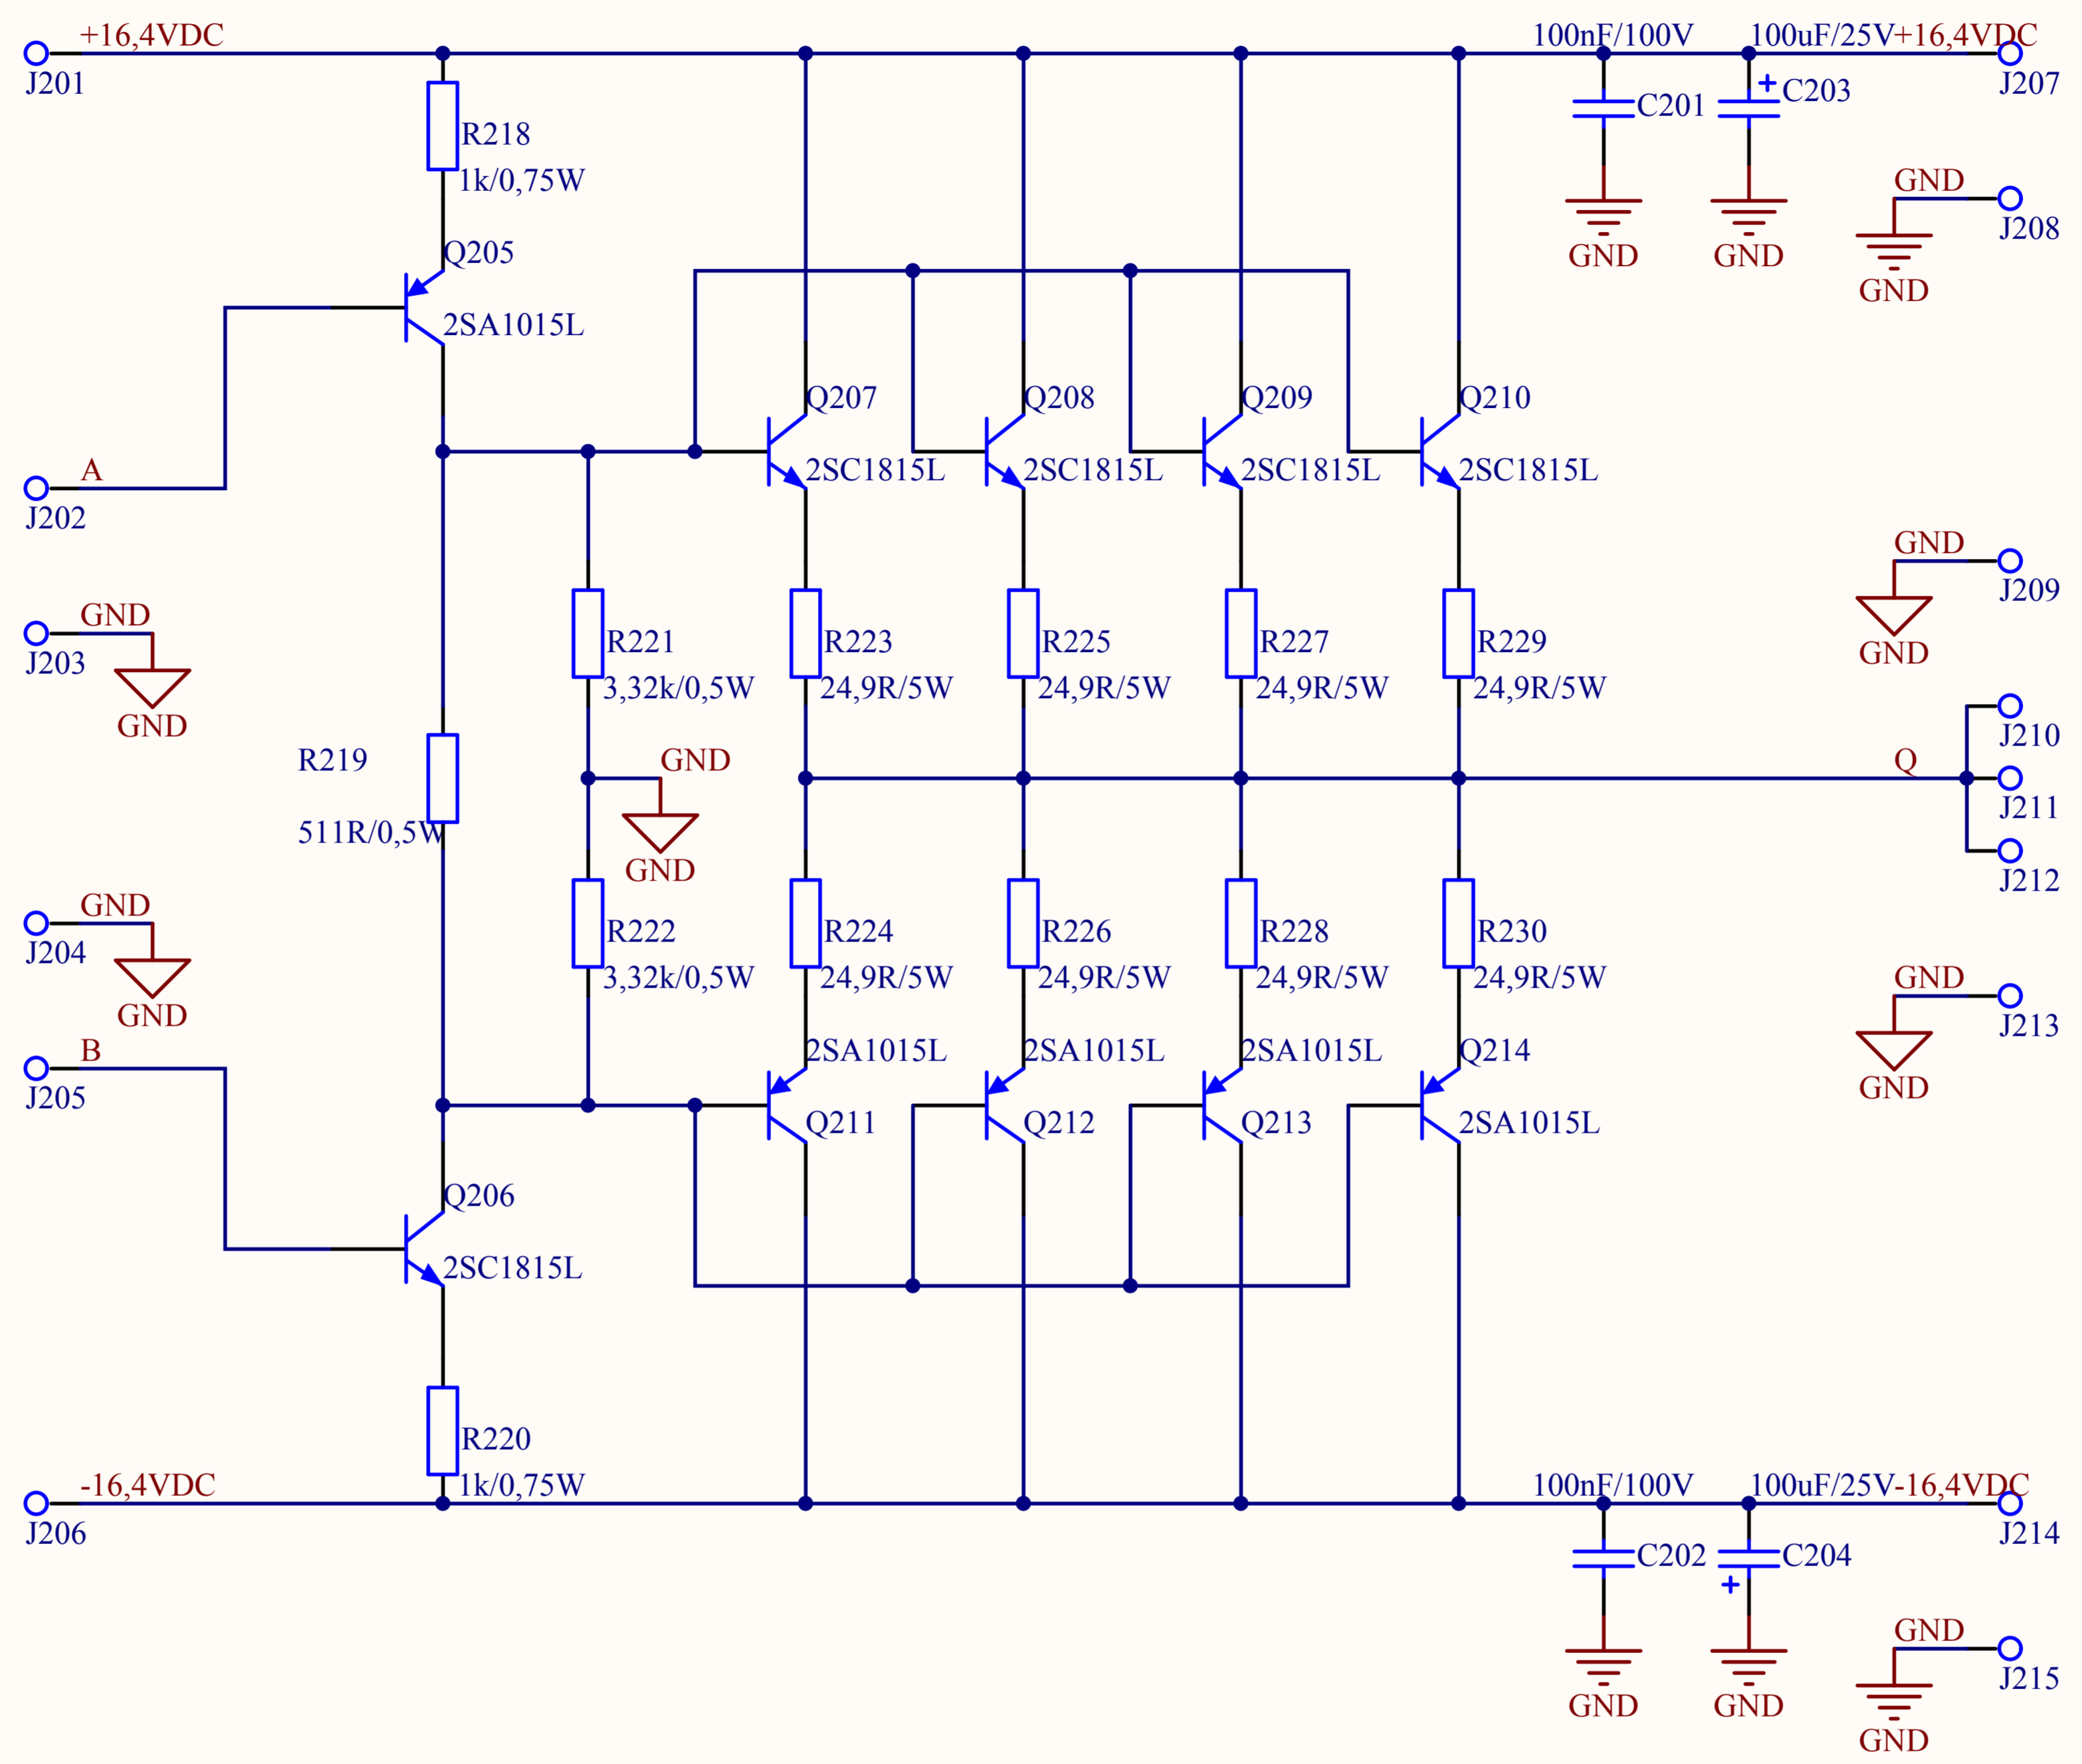 +16,4VDC
100nF/100V
100uF/25V
+16,4VDC
J201
R218
1k/0,75W
C201
C203
J207
GND
GND
GND
J208
GND
Q205
2SA1015L
Q207
2SC1815L
Q208
2SC1815L
Q209
2SC1815L
Q210
2SC1815L
A
J202
GND
J209
GND
GND
J203
GND
R221
3,32k/0,5W
R223
24,9R/5W
R225
24,9R/5W
R227
24,9R/5W
R229
24,9R/5W
J210
R219
511R/0,5W
GND
GND
Q
J211
J212
GND
J204
GND
R222
3,32k/0,5W
R224
24,9R/5W
R226
24,9R/5W
R228
24,9R/5W
R230
24,9R/5W
GND
J213
GND
B
J205
2SA1015L
Q211
2SA1015L
Q212
2SA1015L
Q213
Q214
2SA1015L
Q206
2SC1815L
R220
1k/0,75W
-16,4VDC
J206
100nF/100V
100uF/25V
-16,4VDC
J214
C202
C204
GND
GND
GND
J215
GND